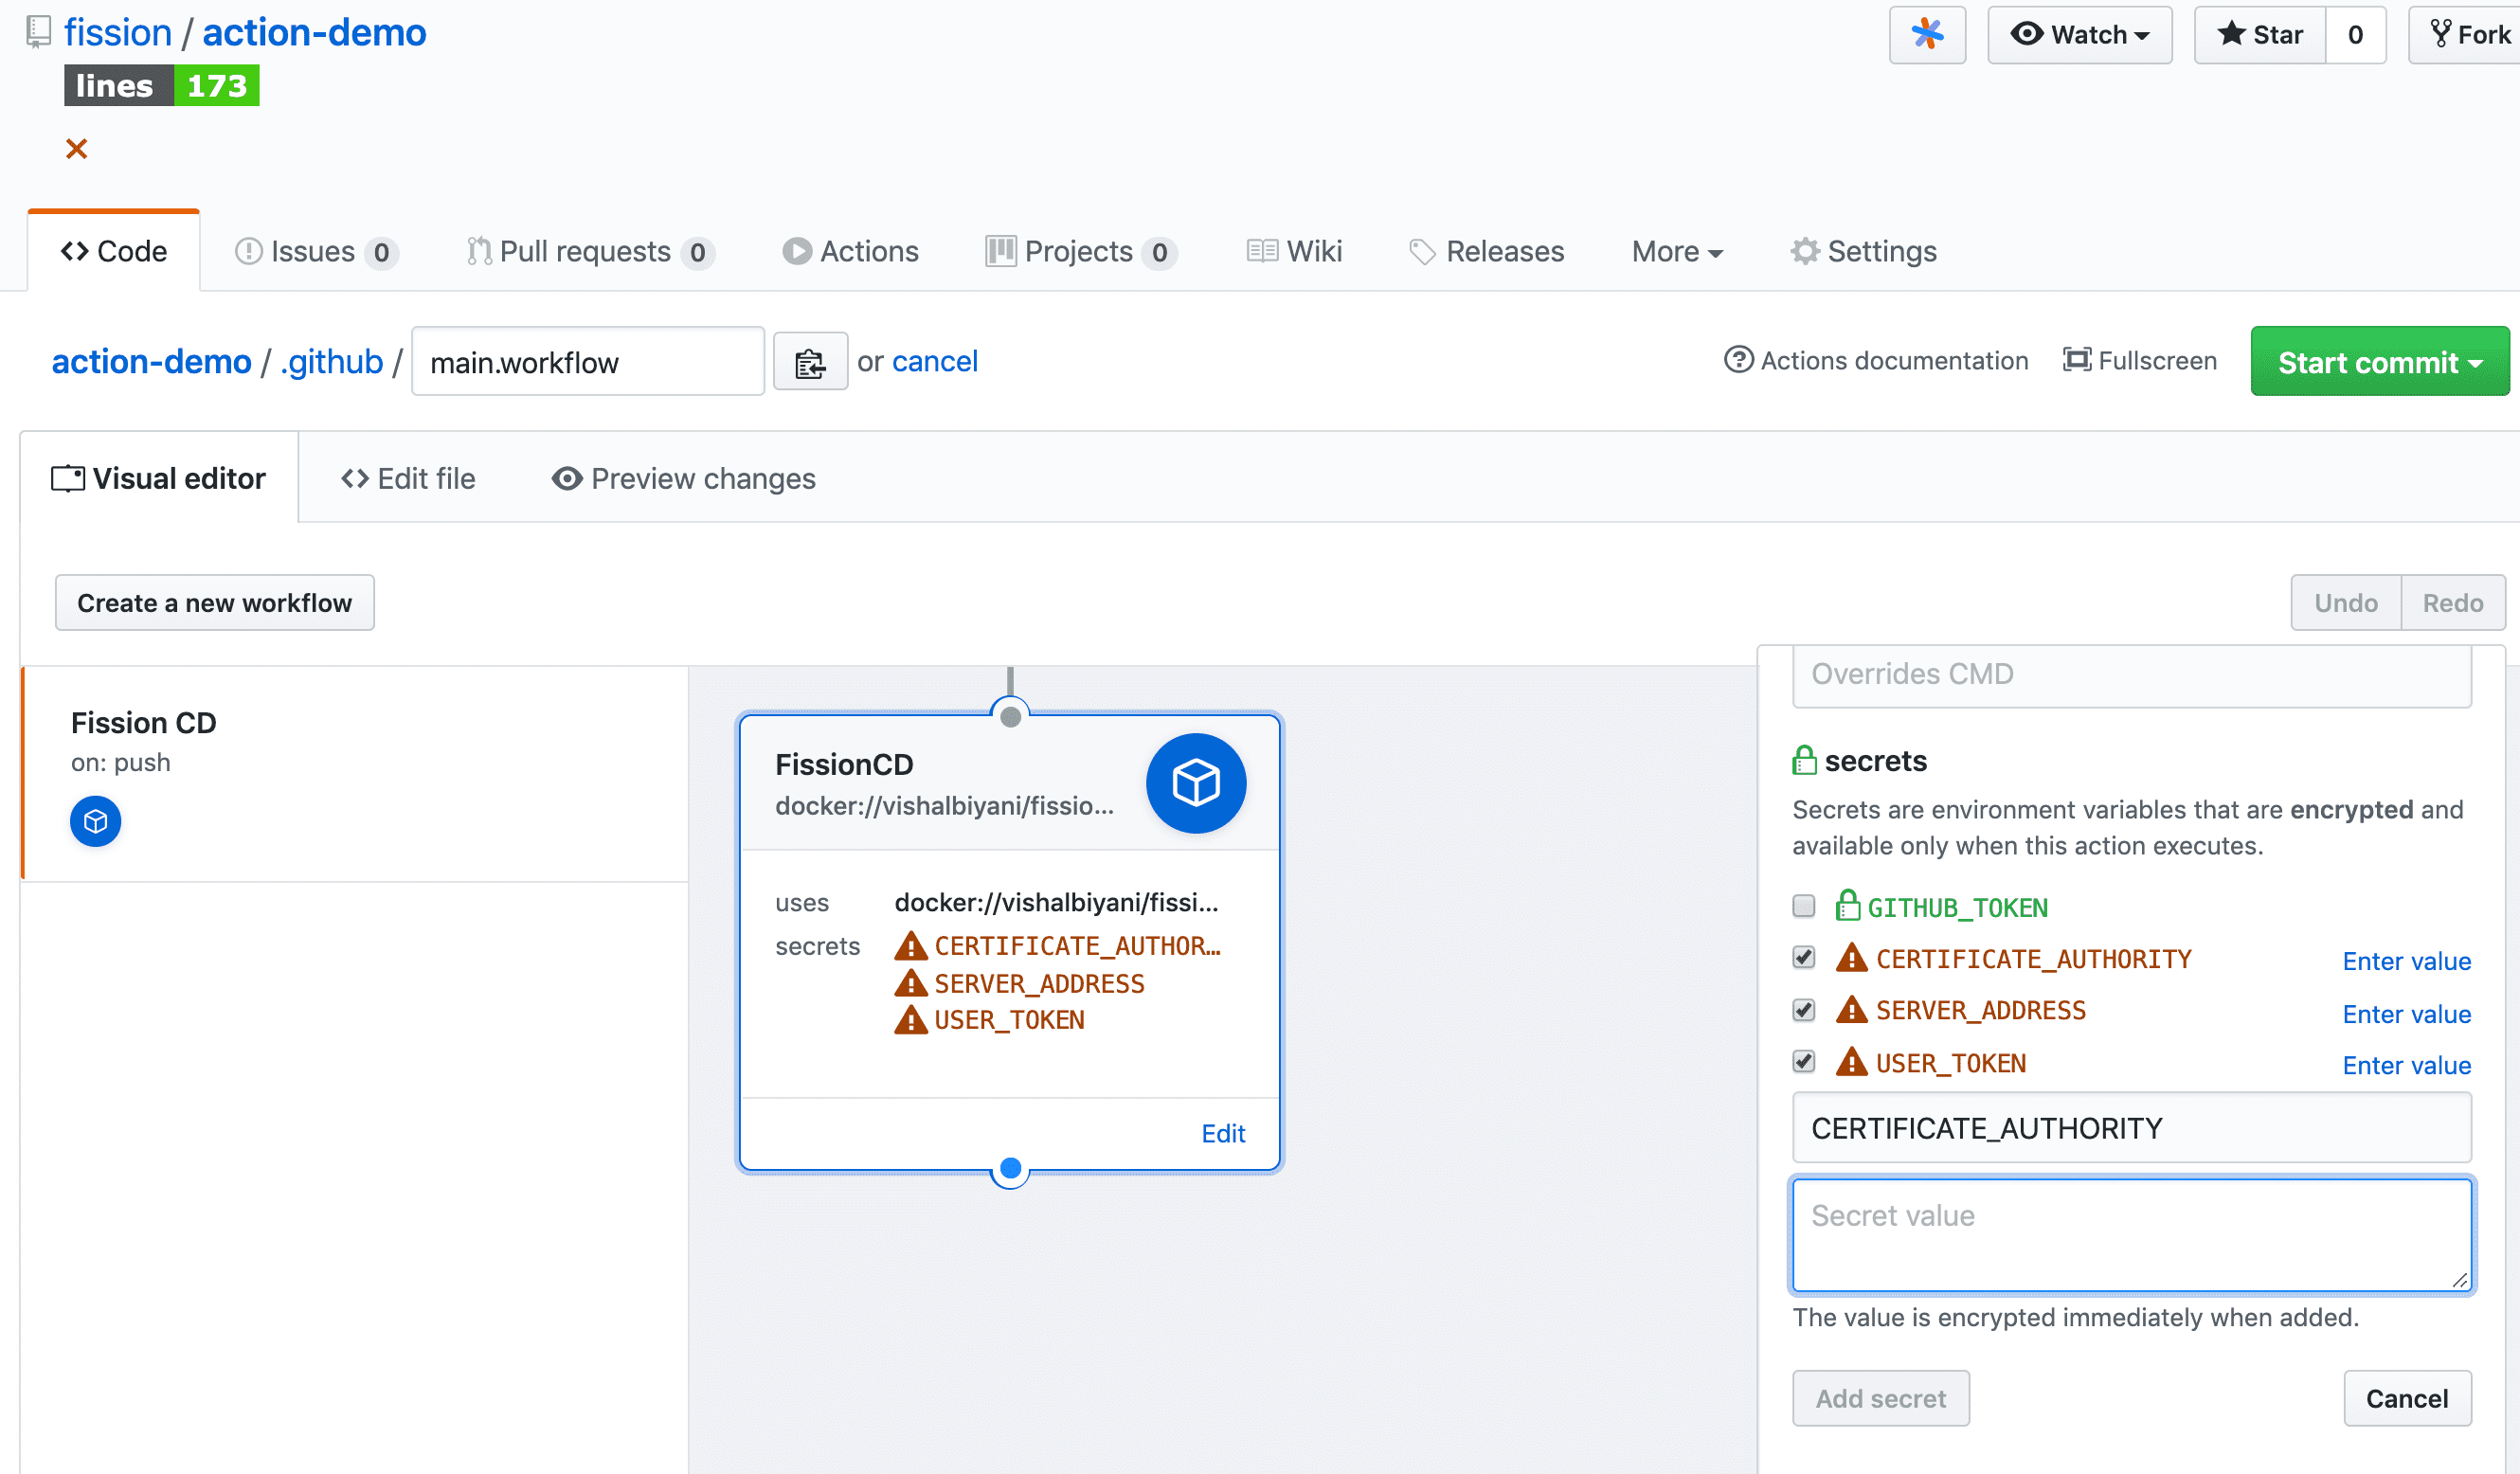 fission / action-demo
Watch
Star 0
Fork
lines 173
Code
Issues 0
Pull requests 0
Actions
Projects 0
Wiki
Releases
More
Settings
action-demo / .github / main.workflow or cancel
Actions documentation
Fullscreen
Start commit
Visual editor
Edit file
Preview changes
Create a new workflow
Undo
Redo
Fission CD
on: push
FissionCD
docker://vishalbiyani/fissio...
uses docker://vishalbiyani/fissi...
secrets CERTIFICATE_AUTHOR...
SERVER_ADDRESS
USER_TOKEN
Edit
Overrides CMD
secrets
Secrets are environment variables that are encrypted and
available only when this action executes.
GITHUB_TOKEN
CERTIFICATE_AUTHORITY Enter value
SERVER_ADDRESS Enter value
USER_TOKEN Enter value
CERTIFICATE_AUTHORITY
Secret value
The value is encrypted immediately when added.
Add secret
Cancel